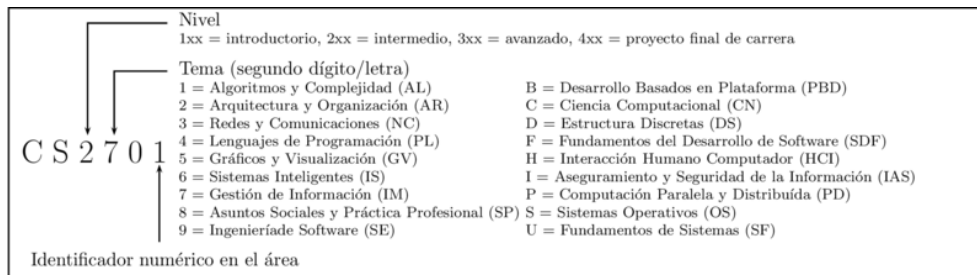 Nivel
1xx = introductorio, 2xx = intermedio, 3xx = avanzado, 4xx = proyecto final de carrera
Tema (segundo dígito/letra)
1 = Algoritmos y Complejidad (AL)
2 = Arquitectura y Organización (AR)
3 = Redes y Comunicaciones (NC)
4 = Lenguajes de Programación (PL)
5 = Gráficos y Visualización (GV)
6 = Sistemas Inteligentes (IS)
7 = Gestión de Información (IM)
8 = Asuntos Sociales y Práctica Profesional (SP)
9 = Ingenieríade Software (SE)
B = Desarrollo Basados en Plataforma (PBD)
C = Ciencia Computacional (CN)
D = Estructura Discretas (DS)
F = Fundamentos del Desarrollo de Software (SDF)
H = Interacción Humano Computador (HCI)
I = Aseguramiento y Seguridad de la Información (IAS)
P = Computación Paralela y Distribuída (PD)
S = Sistemas Operativos (OS)
U = Fundamentos de Sistemas (SF)
CS2701
Identificador numérico en el área